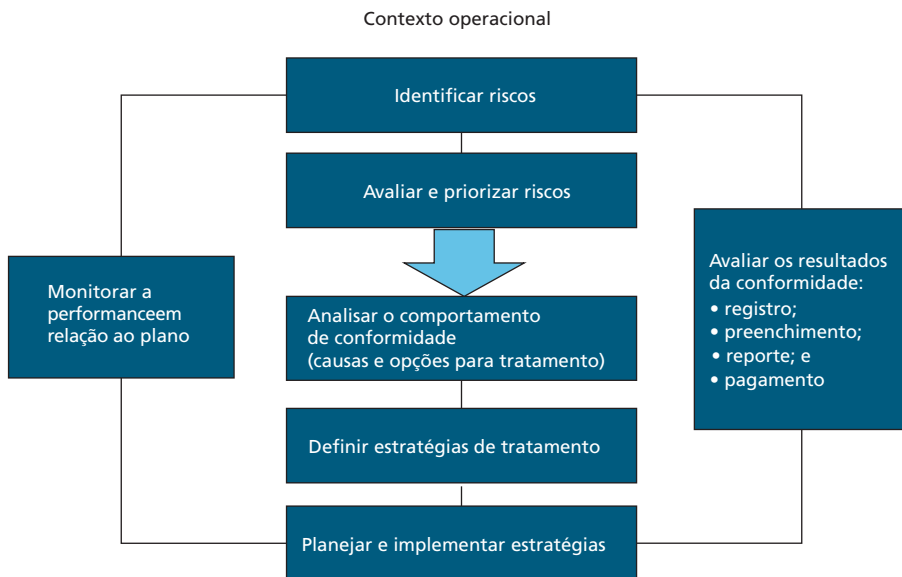 Contexto operacional
Identificar riscos
Avaliar e priorizar riscos
Monitorar a
performanceem
relação ao plano
Analisar o comportamento
de conformidade
(causas e opções para tratamento)
Avaliar os resultados
da conformidade:
• registro;
• preenchimento;
• reporte; e
• pagamento
Definir estratégias de tratamento
Planejar e implementar estratégias